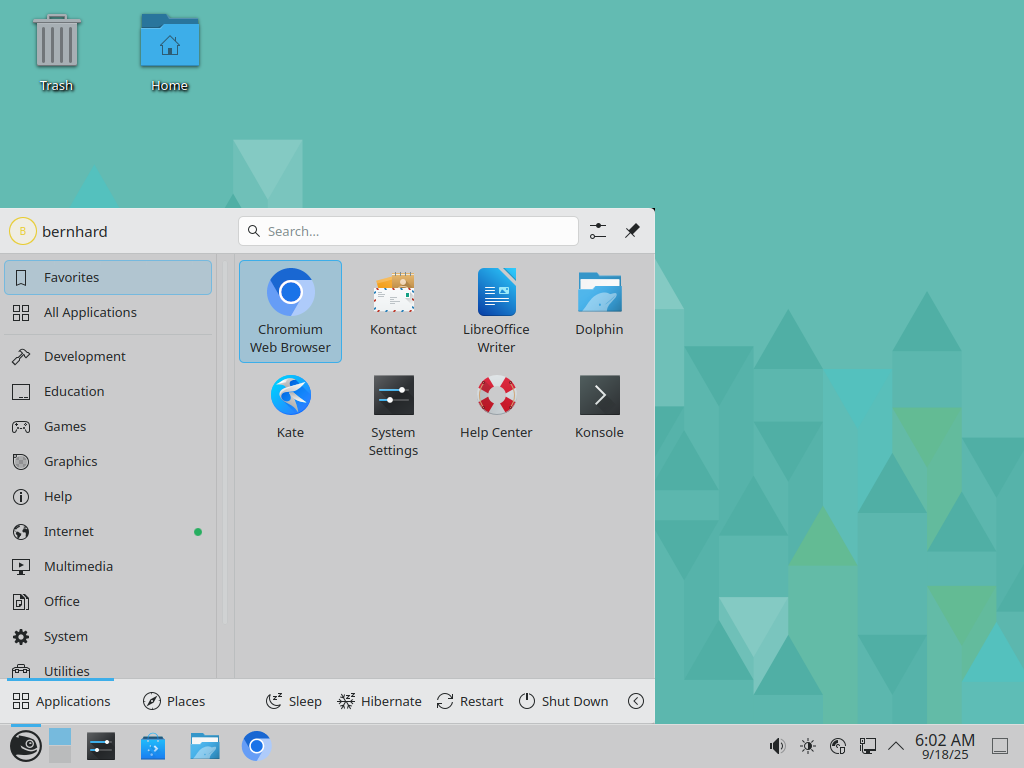 Trash
Home
B
bernhard
Search...
Favorites
All Applications
Development
Education
Games
Graphics
Help
Internet
Multimedia
Office
System
Utilities
Chromium
Web Browser
Kontact
LibreOffice
Writer
Dolphin
Kate
System
Settings
Help Center
Konsole
Applications
Places
Sleep
Hibernate
Restart
Shut Down
6:02 AM
9/18/25